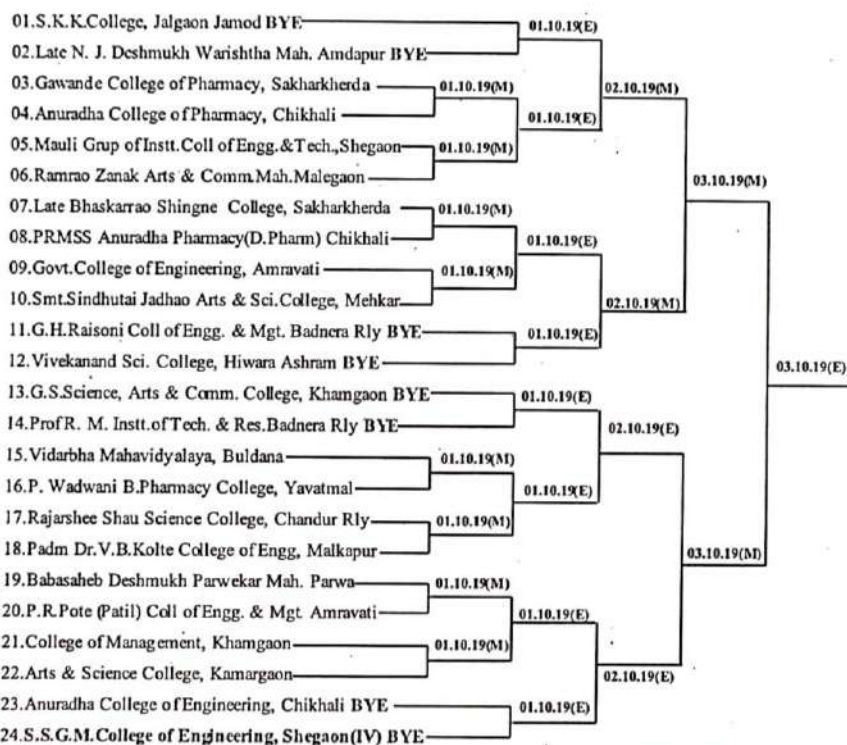 01.S.K.K.College, Jalgaon Jamod BYE
01.10.19(E)
02.Late N. J. Deshmukh Warishtha Mah. Amdapur BYE
03.Gawande College of Pharmacy, Sakharkherda
01.10.19(M)
02.10.19(M)
04.Anuradha College of Pharmacy, Chikhali
01.10.19(E)
05.Mauli Grup of Instt.Coll of Engg.&Tech.,Shegaon
01.10.19(M)
06.Ramrao Zanak Arts & Comm.Mah.Malegaon
03.10.19(M)
07.Late Bhaskarrao Shingne College, Sakharkherda
01.10.19(M)
08.PRMSS Anuradha Pharmacy(D.Pharm) Chikhali
01.10.19(E)
09.Govt.College of Engineering, Amravati
01.10.19(M)
10.Smt.Sindhutai Jadhao Arts & Sci.College, Mehkar
02.10.19(M)
11.G.H.Raisoni Coll of Engg. & Mgt. Badnera Rly BYE
01.10.19(E)
12.Vivekanand Sci. College, Hiwara Ashram BYE
03.10.19(E)
13.G.S.Science, Arts & Comm. College, Khamgaon BYE
01.10.19(E)
14.Prof R. M. Instt.of Tech. & Res.Badnera Rly BYE
02.10.19(E)
15.Vidarbha Mahavidyalaya, Buldana
01.10.19(M)
16.P. Wadwani B.Pharmacy College, Yavatmal
01.10.19(E)
17.Rajarshee Shau Science College, Chandur Rly
01.10.19(M)
18.Padm Dr.V.B.Kolte College of Engg, Malkapur
03.10.19(M)
19.Babasaheb Deshmukh Parwekar Mah. Parwa
01.10.19(M)
20.P.R.Pote (Patil) Coll of Engg. & Mgt. Amravati
01.10.19(E)
21.College of Management, Khamgaon
01.10.19(M)
22.Arts & Science College, Kamargaon
02.10.19(E)
23.Anuradha College of Engineering, Chikhali BYE
01.10.19(E)
24.S.S.G.M.College of Engineering, Shegaon(IV) BYE